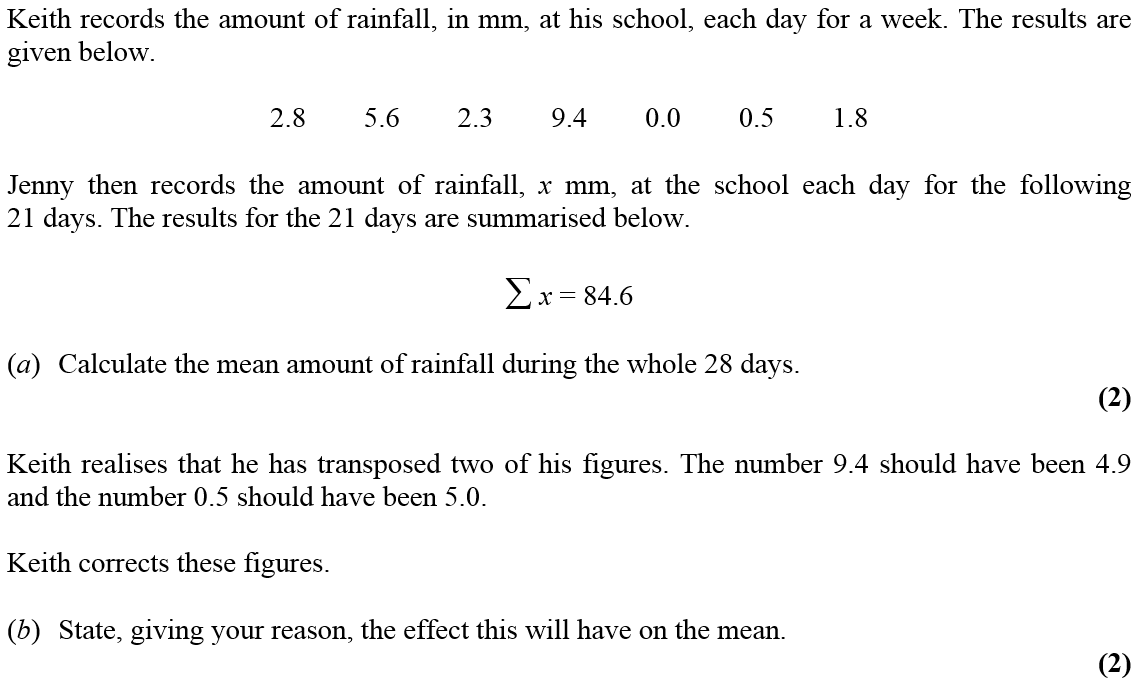 Keith records the amount of rainfall, in mm, at his school, each day for a week. The results are
given below.
2.8 5.6 2.3 9.4 0.0 0.5 1.8
Jenny then records the amount of rainfall, x mm, at the school each day for the following
21 days. The results for the 21 days are summarised below.
∑ x = 84.6
(a) Calculate the mean amount of rainfall during the whole 28 days.
(2)
Keith realises that he has transposed two of his figures. The number 9.4 should have been 4.9
and the number 0.5 should have been 5.0.
Keith corrects these figures.
(b) State, giving your reason, the effect this will have on the mean.
(2)